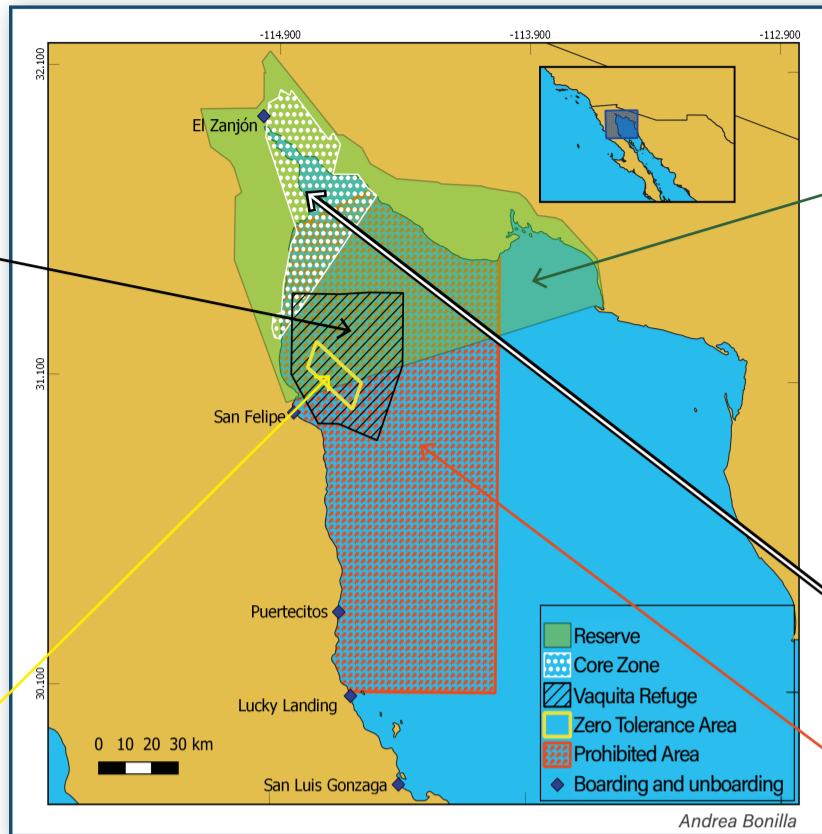 -114.900
-113.900
-112.900
32.100
El Zanjón
31.100
San Felipe
Puertecitos
30.100
Lucky Landing
0 10 20 30 km
San Luis Gonzaga
Reserve
Core Zone
Vaquita Refuge
Zero Tolerance Area
Prohibited Area
Boarding and unboarding
Andrea Bonilla